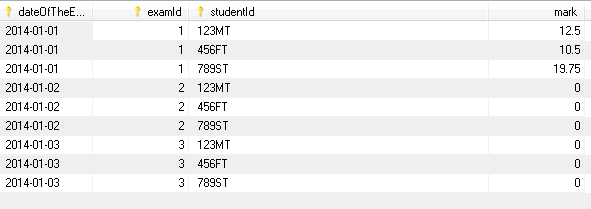 dateOfTheE... examId studentId mark
2014-01-01 1 123MT 12.5
2014-01-01 1 456FT 10.5
2014-01-01 1 789ST 19.75
2014-01-02 2 123MT 0
2014-01-02 2 456FT 0
2014-01-02 2 789ST 0
2014-01-03 3 123MT 0
2014-01-03 3 456FT 0
2014-01-03 3 789ST 0